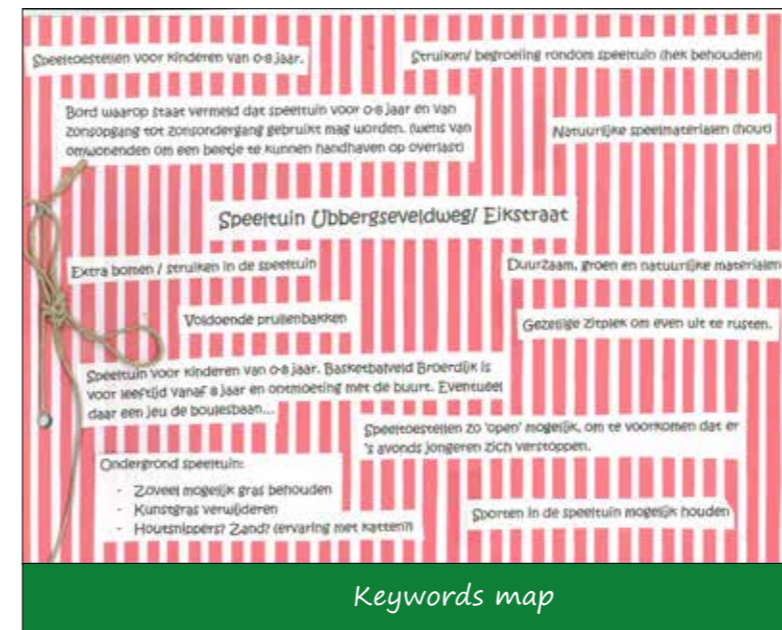 Speeltoestellen voor kinderen van 0-8 jaar.
Struiken/ begroeiing rondom speeltuin (hek behouden!)
Bord waarop staat vermeld dat speeltuin voor 0-8 jaar en van
zonsopgang tot zonsondergang gebruikt mag worden. (wens van
omwonenden om een beetje te kunnen handhaven op overlast)
Natuurlijke speelmaterialen (hout)
Speeltuin Ubbergseveldweg/ Eikstraat
Extra bomen / struiken in de speeltuin
Duurzaam, groen en natuurlijke materialen
Voldoende prullenbakken
Gezellige zitplek om even uit te rusten.
Speeltuin voor kinderen van 0-8 jaar. Basketbalveld Broerdijk is
voor leeftijd vanaf 8 jaar en ontmoeting met de buurt. Eventueel
daar een jeu de boulesbaan...
Speeltoestellen zo 'open' mogelijk, om te voorkomen dat er
's avonds jongeren zich verstoppen.
Ondergrond speeltuin:
- Zoveel mogelijk gras behouden
- Kunstgras verwijderen
- Houtsnippers? Zand? (ervaring met katten!)
Sporten in de speeltuin mogelijk houden
Keywords map